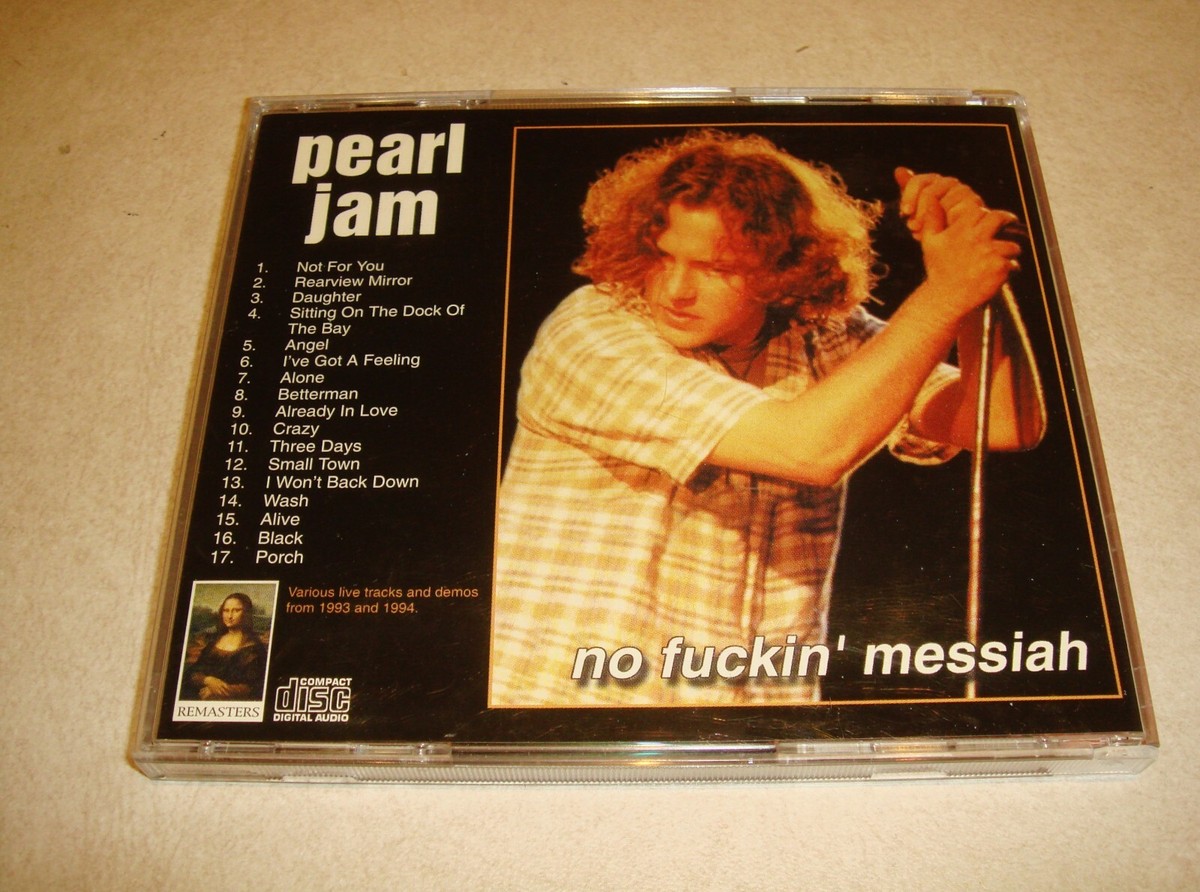 pearl
jam
1. Not For You
2. Rearview Mirror
3. Daughter
4. Sitting On The Dock Of
The Bay
5. Angel
6. I've Got A Feeling
7. Alone
8. Betterman
9. Already In Love
10. Crazy
11. Three Days
12. Small Town
13. I Won't Back Down
14. Wash
15. Alive
16. Black
17. Porch
Various live tracks and demos
from 1993 and 1994.
REMASTERS
COMPACT
disc
DIGITAL AUDIO
no fuckin' messiah